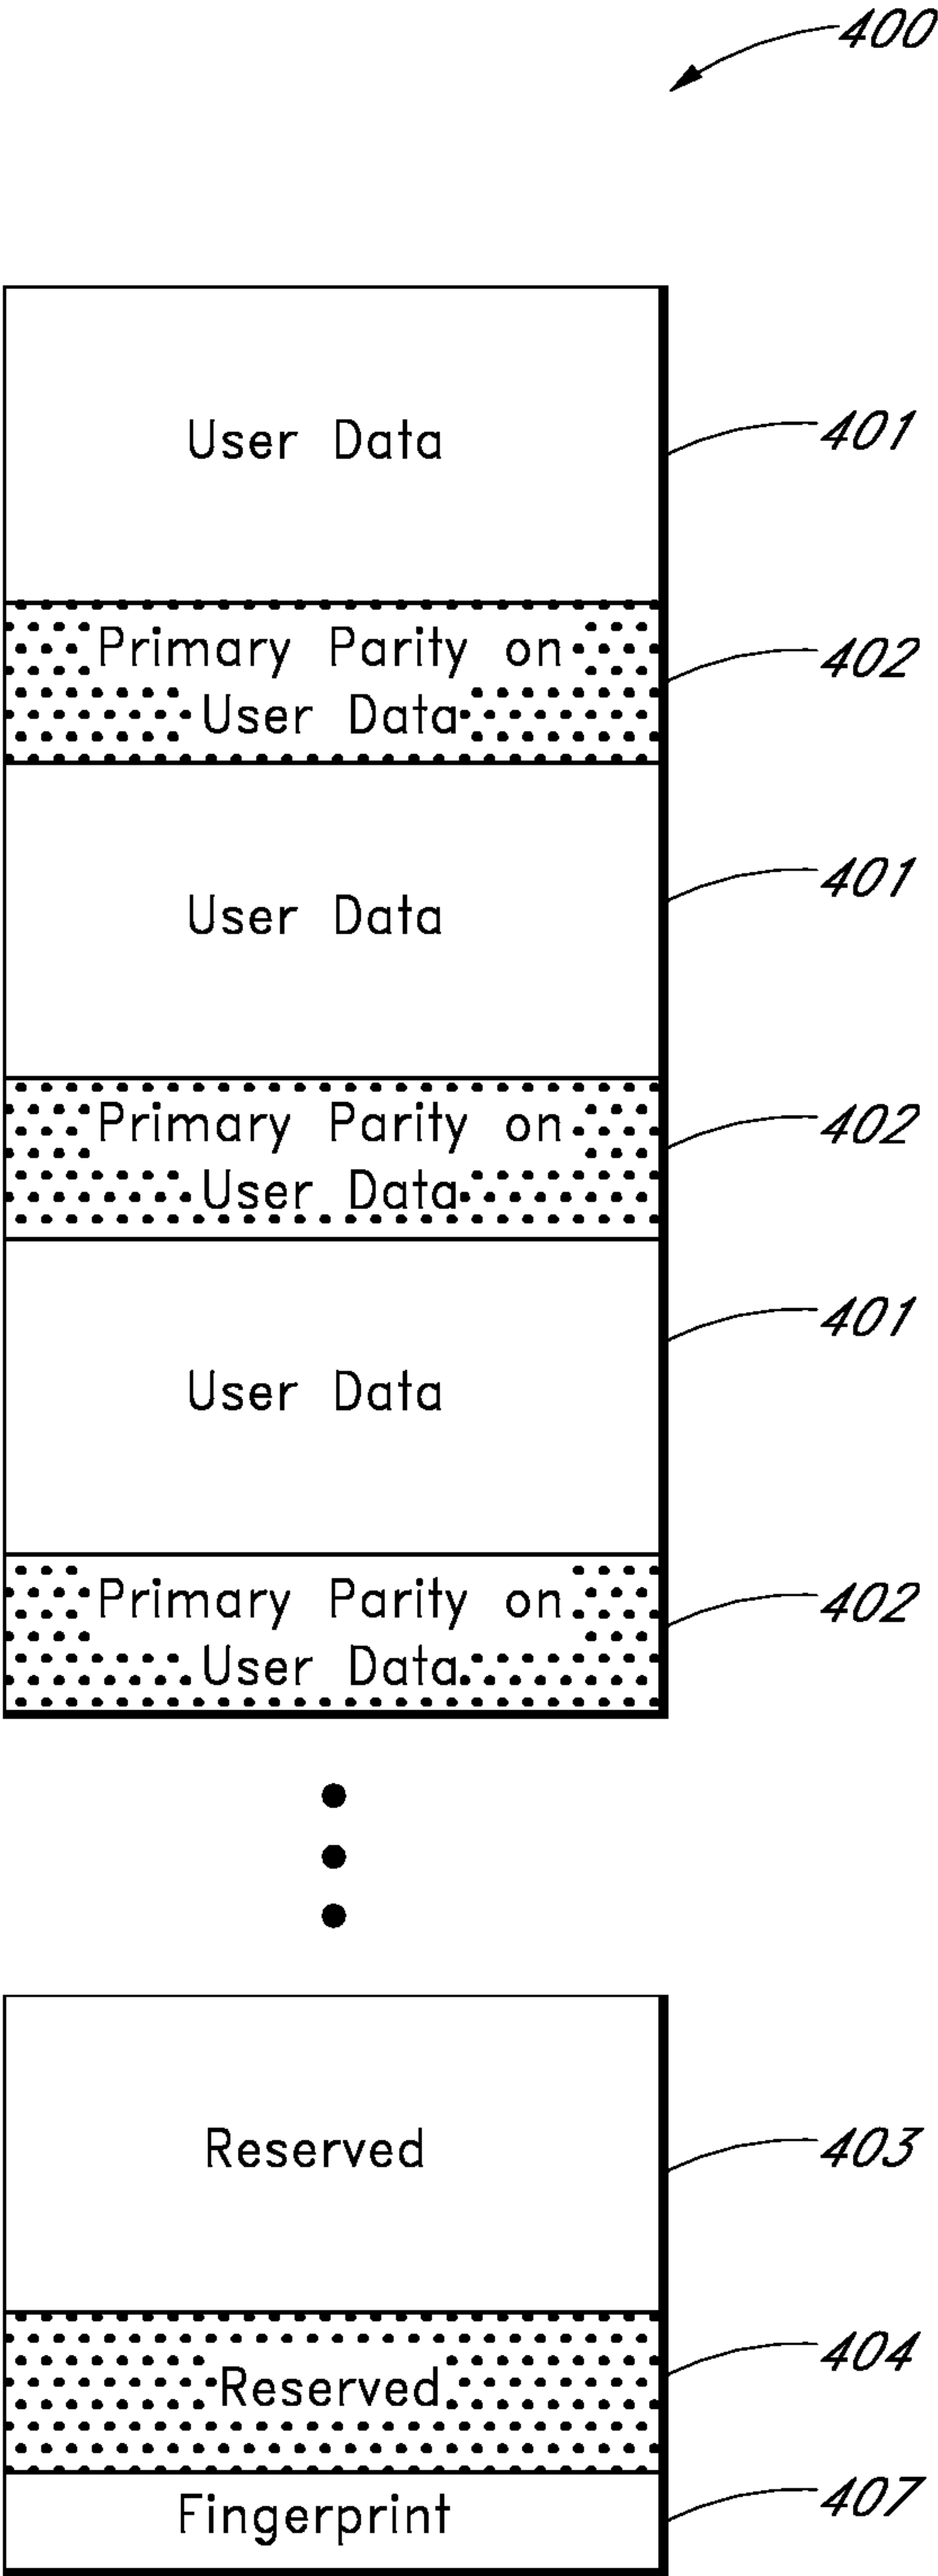 400
User Data
401
Primary Parity on
User Data
402
User Data
401
Primary Parity on
User Data
402
User Data
401
Primary Parity on
User Data
402
Reserved
403
Reserved
404
Fingerprint
407